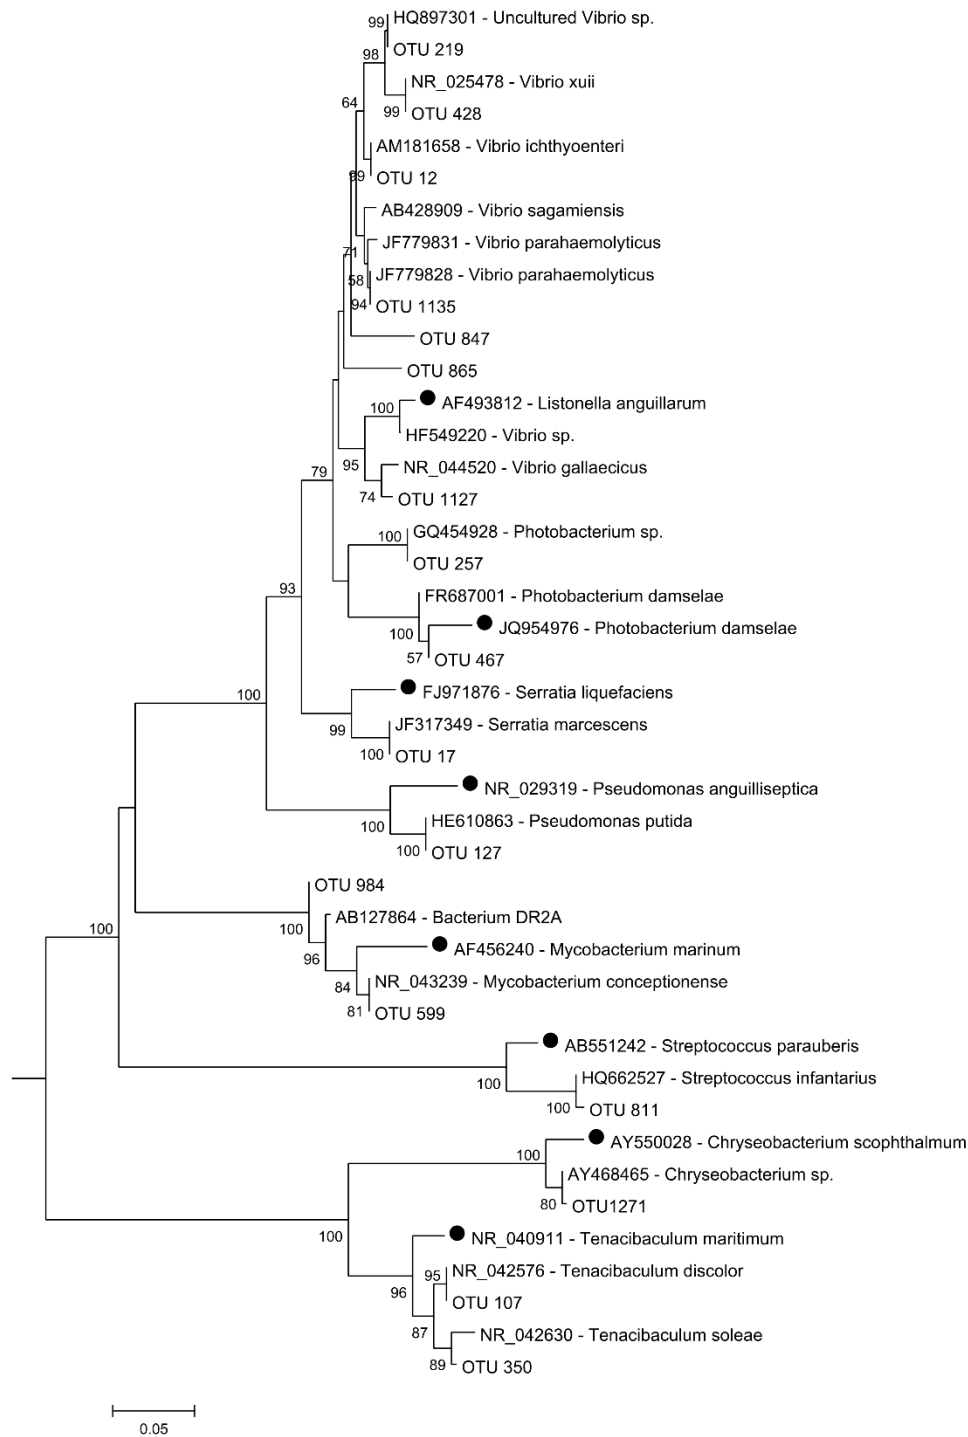 99
HQ897301 - Uncultured Vibrio sp.
OTU 219
98
NR_025478 - Vibrio xuii
64
99
OTU 428
AM181658 - Vibrio ichthyoenteri
99
OTU 12
AB428909 - Vibrio sagamiensis
JF779831 - Vibrio parahaemolyticus
71
JF779828 - Vibrio parahaemolyticus
58
94
OTU 1135
OTU 847
OTU 865
100
AF493812 - Listonella anguillarum
HF549220 - Vibrio sp.
95
NR_044520 - Vibrio gallaecicus
79
74
OTU 1127
GQ454928 - Photobacterium sp.
100
OTU 257
93
FR687001 - Photobacterium damselae
JQ954976 - Photobacterium damselae
100
57
OTU 467
100
FJ971876 - Serratia liquefaciens
JF317349 - Serratia marcescens
99
100
OTU 17
NR_029319 - Pseudomonas anguilliseptica
HE610863 - Pseudomonas putida
100
100
OTU 127
OTU 984
AB127864 - Bacterium DR2A
100
100
AF456240 - Mycobacterium marinum
96
NR_043239 - Mycobacterium conceptionense
84
81
OTU 599
AB551242 - Streptococcus parauberis
HQ662527 - Streptococcus infantarius
100
100
OTU 811
AY550028 - Chryseobacterium scophthalmum
100
AY468465 - Chryseobacterium sp.
80
OTU1271
100
NR_040911 - Tenacibaculum maritimum
95
NR_042576 - Tenacibaculum discolor
96
OTU 107
87
NR_042630 - Tenacibaculum soleae
89
OTU 350
0.05